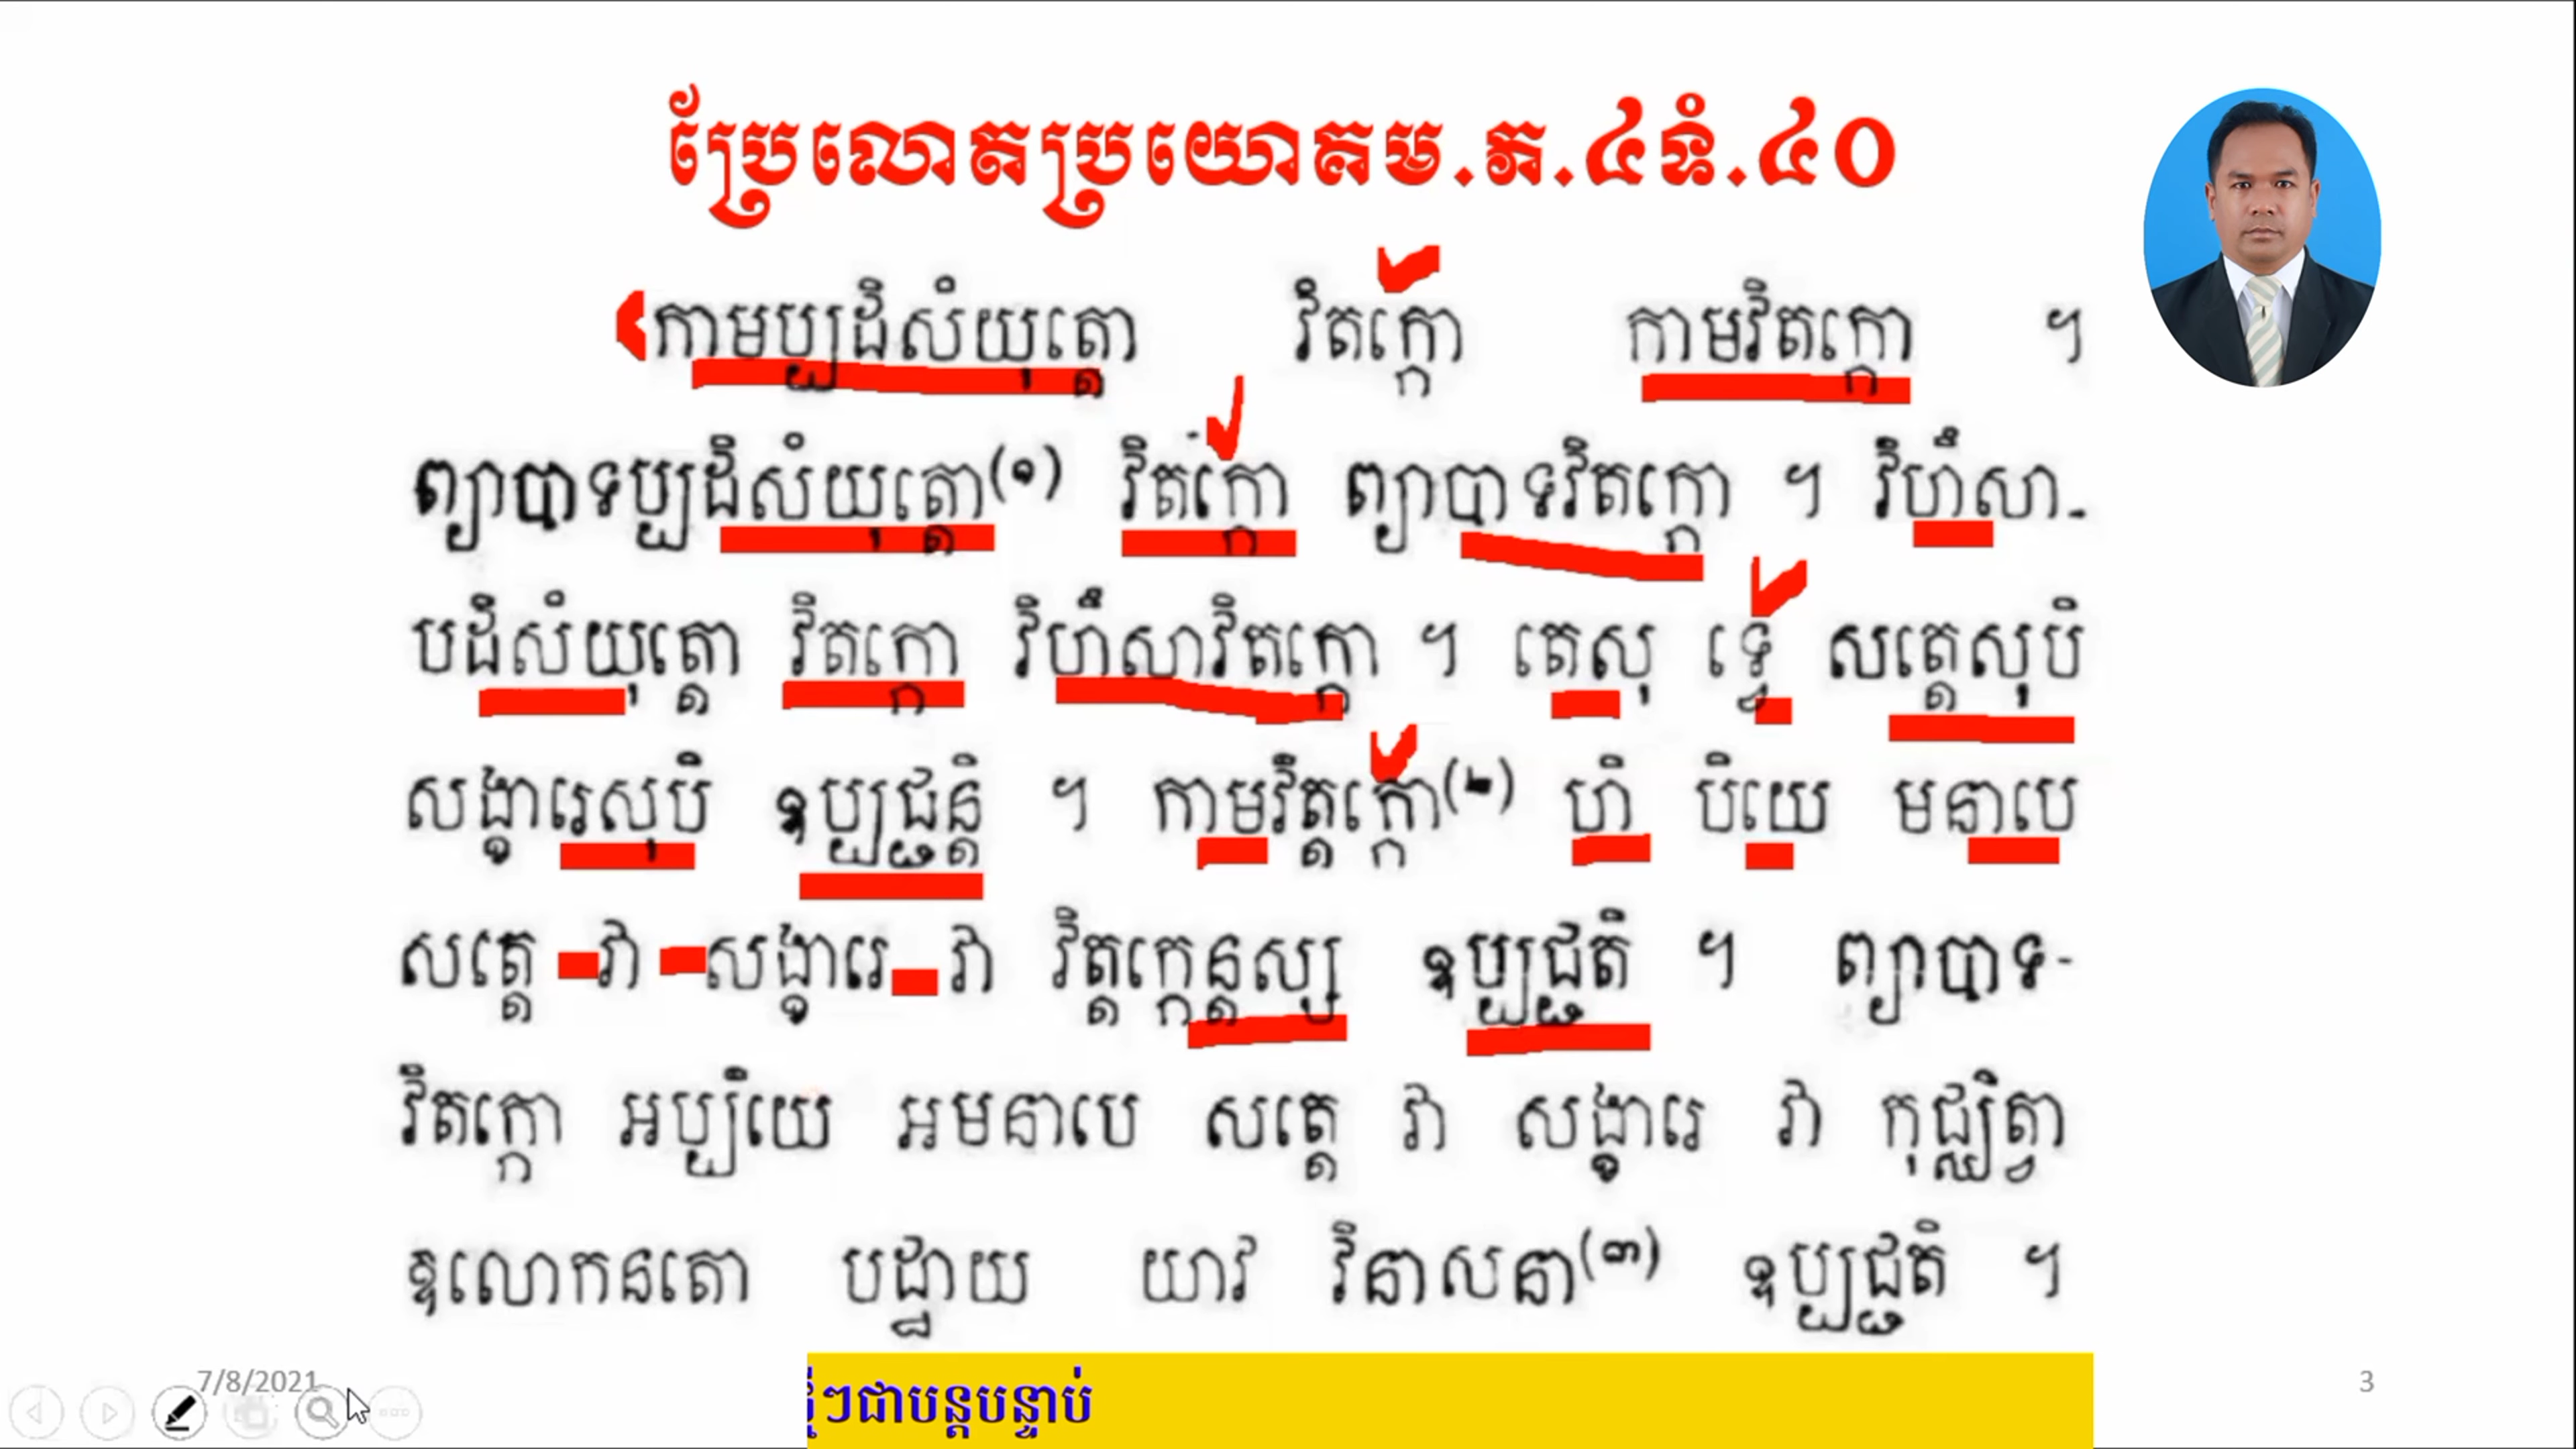 ប្រែលោតប្រយោគម.ភ.៤ទំ.៤០
កាមប្បដិសំយុត្តោ វិតក្កោ កាមវិតក្កោ ។
ព្យាបាទប្បដិសំយុត្តោ(១) វិតក្កោ ព្យាបាទវិតក្កោ ។ វិហឹសា-
បដិសំយុត្តោ វិតក្កោ វិហឹសាវិតក្កោ ។ តេសុ ទ្វេ សត្តេសុបិ
សង្ខារេសុបិ ឧប្បជ្ជន្តិ ។ កាមវិត្តក្កោ(២) ហិ បិយេ មនាបេ
សត្តេ វា សង្ខារេ វា វិត្តក្កេន្តស្ស ឧប្បជ្ជតិ ។ ព្យាបាទ-
វិតក្កោ អប្បិយេ អមនាបេ សត្តេ វា សង្ខារេ វា កុជ្ឈិត្វា
ឧលោកនតោ បដ្ឋាយ យាវ វិនាសនា(៣) ឧប្បជ្ជតិ ។
ៗជាបន្តបន្ទាប់
7/8/2021
3